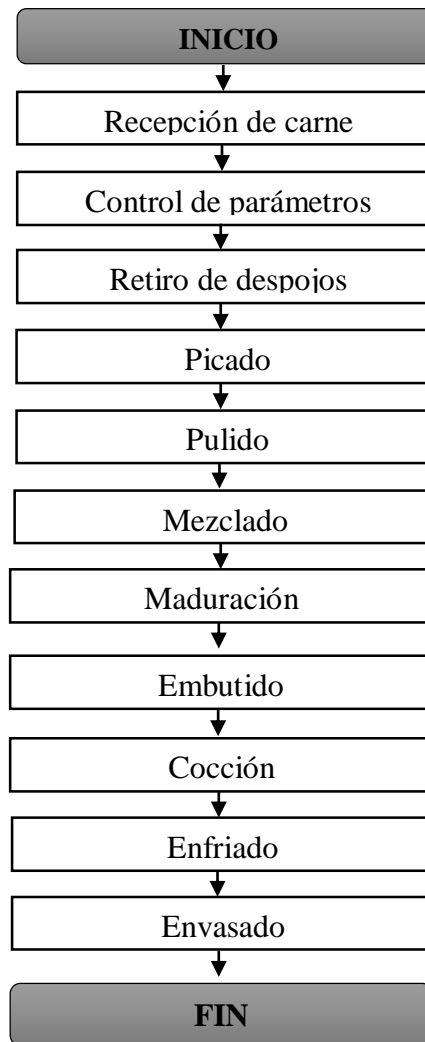 INICIO
Recepción de carne
Control de parámetros
Retiro de despojos
Picado
Pulido
Mezclado
Maduración
Embutido
Cocción
Enfriado
Envasado
FIN